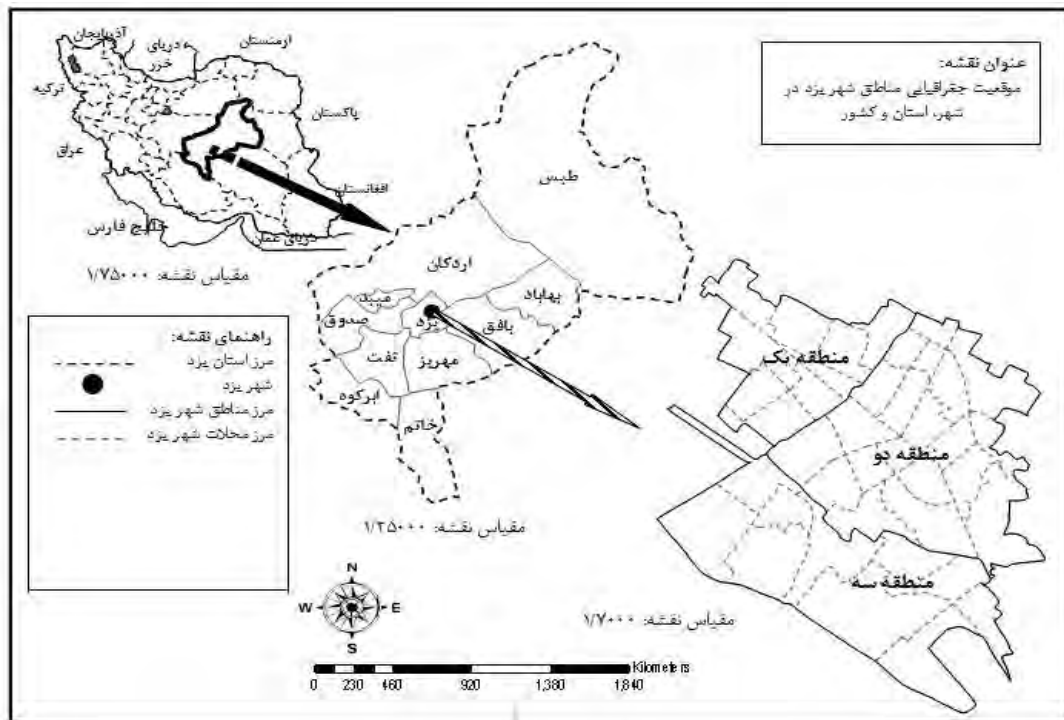 عنوان نقشه:
موقعیت جغرافیایی مناطق شهر یزد در
شهر، استان و کشور
آذربایجان
دریای
خزر
ارمنستان
ترکیه
پاکستان
عراق
افغانستان
خلیج فارس
دریای عمان
مقیاس نقشه: ۱/۷۵۰۰۰
طبس
اردکان
بهاباد
میبد
صدوق
یزد
بافق
تفت
مهریز
ابرکوه
خاتم
مقیاس نقشه: ۱/۲۵۰۰۰
راهنمای نقشه:
مرز استان یزد
شهر یزد
مرز مناطق شهر یزد
مرز محلات شهر یزد
منطقه یک
منطقه دو
منطقه سه
مقیاس نقشه: ۱/۷۰۰۰
N
W E
S
Kilometers
0 230 460 920 1,380 1,840